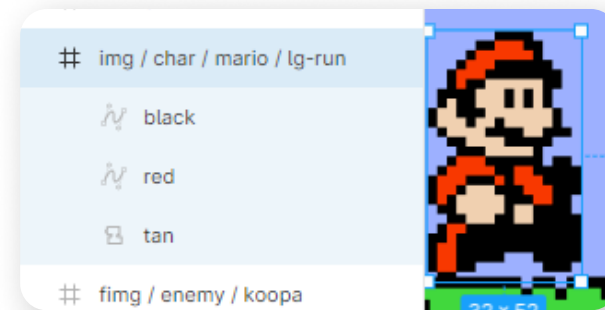 img / char / mario / lg-run
black
red
tan
fimg / enemy / koopa